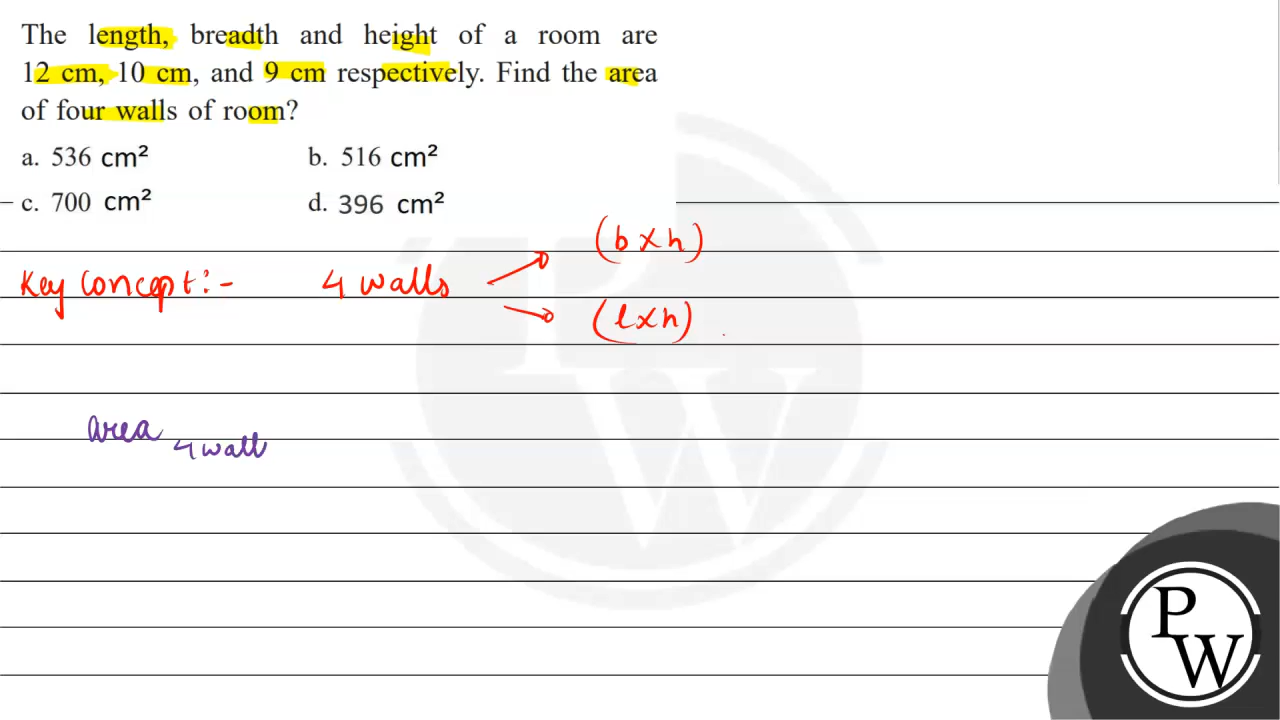 The length, breadth and height of a room are
12 cm, 10 cm, and 9 cm respectively. Find the area
of four walls of room?
a. 536 cm² b. 516 cm²
c. 700 cm² d. 396 cm²
(b×h)
Key Concept:- 4 walls
(l×h)
area 4 wall
PW
PW